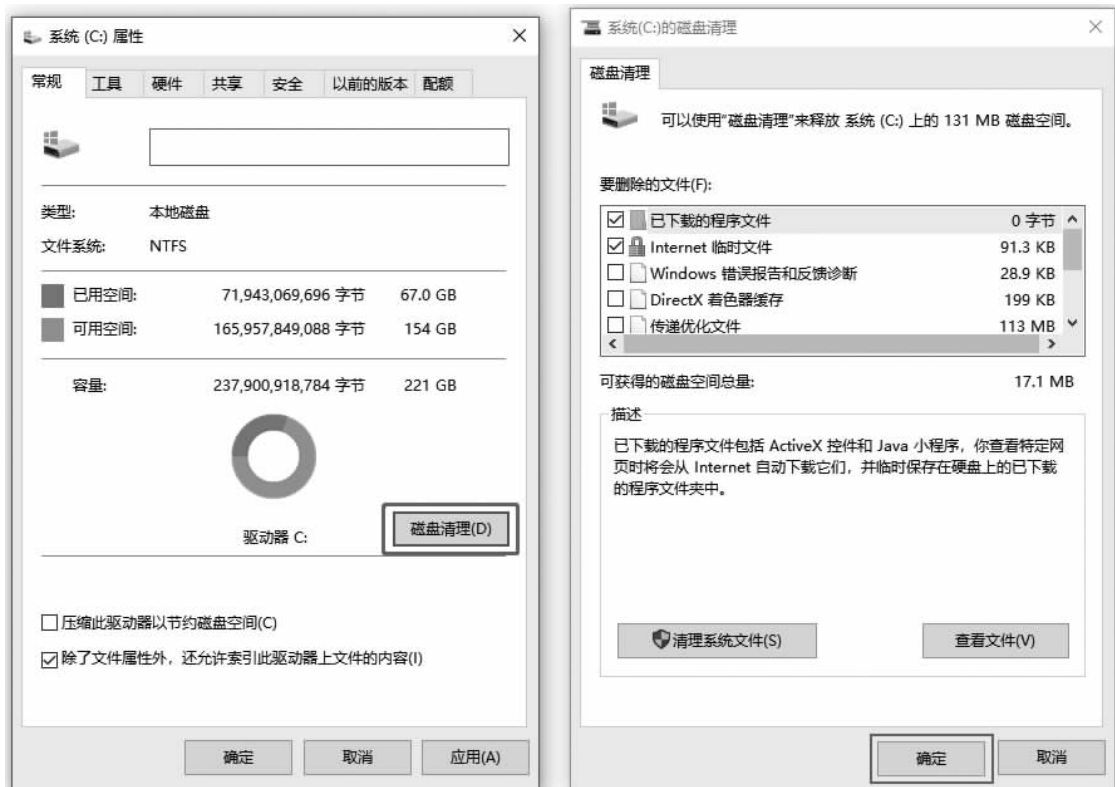 系统 (C:) 属性
常规 工具 硬件 共享 安全 以前的版本 配额
类型: 本地磁盘
文件系统: NTFS
已用空间: 71,943,069,696 字节 67.0 GB
可用空间: 165,957,849,088 字节 154 GB
容量: 237,900,918,784 字节 221 GB
驱动器 C:
磁盘清理(D)
压缩此驱动器以节约磁盘空间(C)
除了文件属性外，还允许索引此驱动器上文件的内容(I)
确定 取消 应用(A)
系统(C:)的磁盘清理
磁盘清理
可以使用“磁盘清理”来释放 系统 (C:) 上的 131 MB 磁盘空间。
要删除的文件(F):
已下载的程序文件 0 字节
Internet 临时文件 91.3 KB
Windows 错误报告和反馈诊断 28.9 KB
DirectX 着色器缓存 199 KB
传递优化文件 113 MB
可获得的磁盘空间总量: 17.1 MB
描述
已下载的程序文件包括 ActiveX 控件和 Java 小程序，你查看特定网
页时将会从 Internet 自动下载它们，并临时保存在硬盘上的已下载
的程序文件夹中。
清理系统文件(S) 查看文件(V)
确定 取消